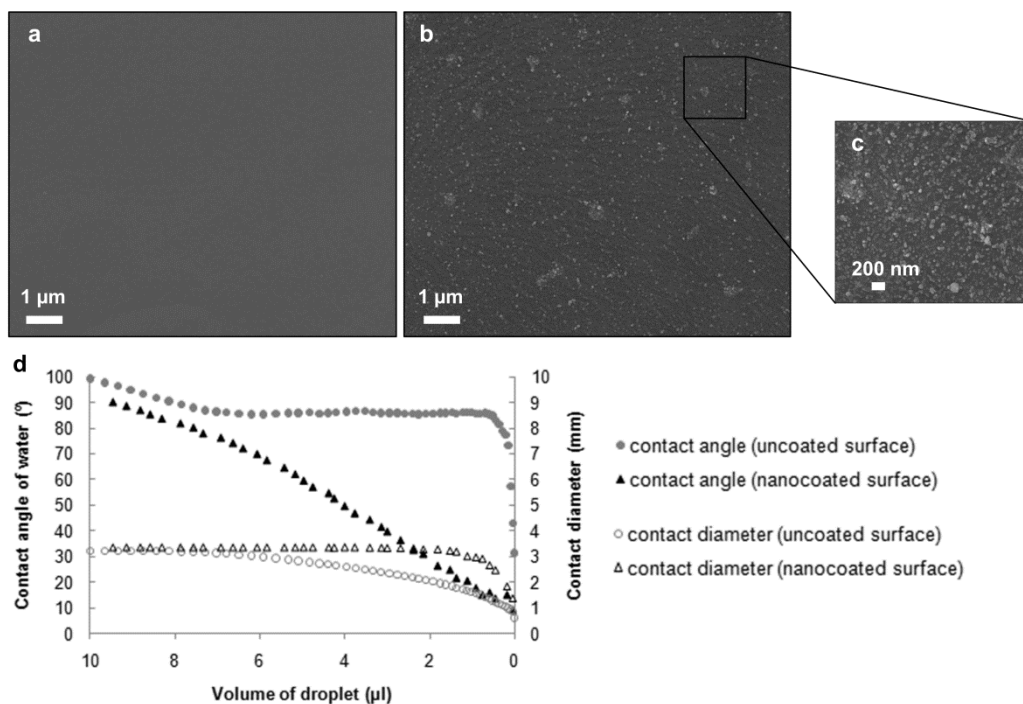 a
1 µm
b
1 µm
c
200 nm
d
Contact angle of water (º)
100
90
80
70
60
50
40
30
20
10
0
10
8
6
4
2
0
Volume of droplet (µl)
10
9
8
7
6
5
4
3
2
1
0
Contact diameter (mm)
contact angle (uncoated surface)
contact angle (nanocoated surface)
contact diameter (uncoated surface)
contact diameter (nanocoated surface)